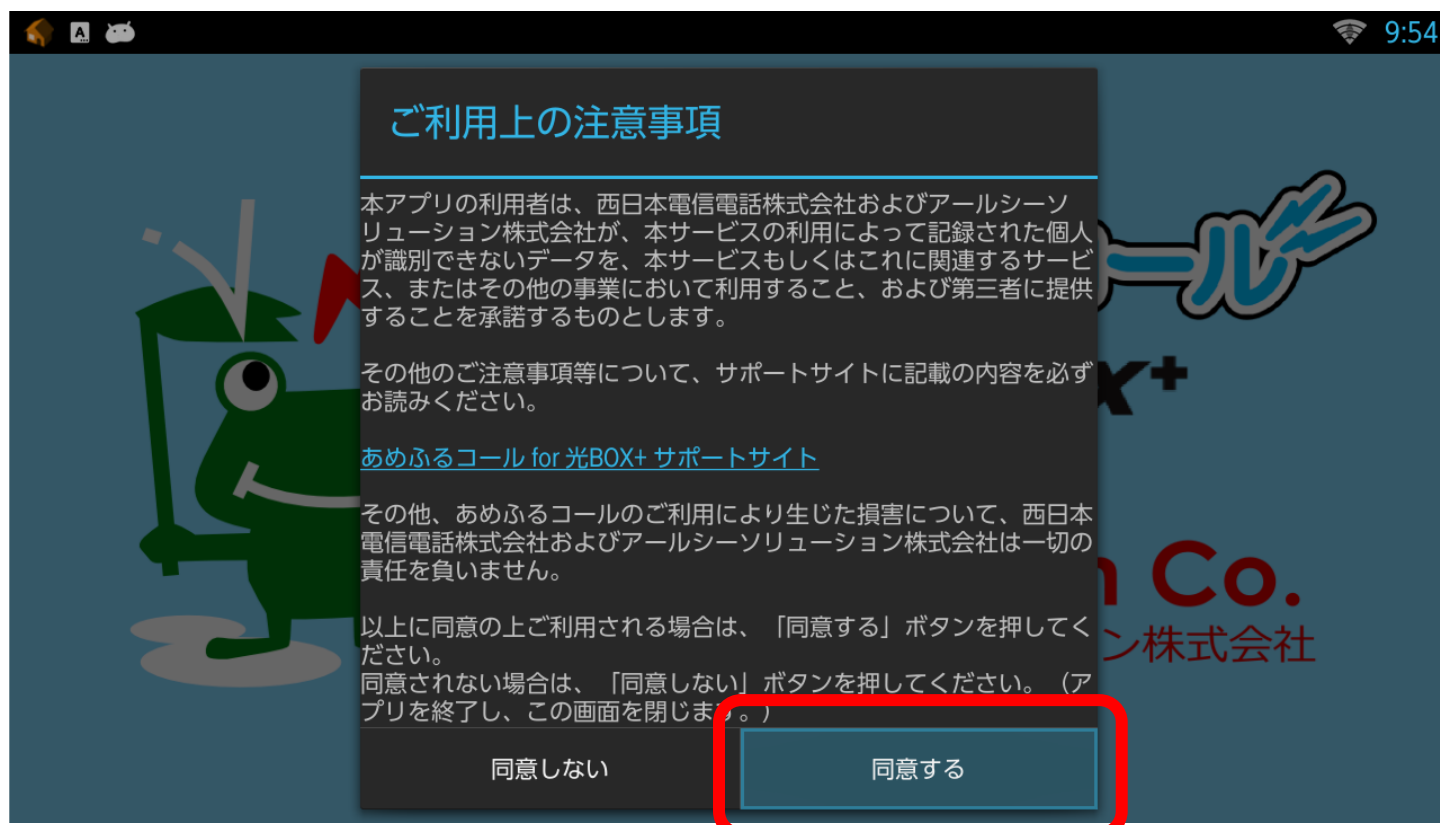 A
9:54
ご利用上の注意事項
本アプリの利用者は、西日本電信電話株式会社およびアールシーソ
リューション株式会社が、本サービスの利用によって記録された個人
が識別できないデータを、本サービスもしくはこれに関連するサービ
ス、またはその他の事業において利用すること、および第三者に提供
することを承諾するものとします。
その他のご注意事項等について、サポートサイトに記載の内容を必ず
お読みください。
あめふるコール for 光BOX+ サポートサイト
その他、あめふるコールのご利用により生じた損害について、西日本
電信電話株式会社およびアールシーソリューション株式会社は一切の
責任を負いません。
以上に同意の上ご利用される場合は、「同意する」ボタンを押してく
ださい。
同意されない場合は、「同意しない」ボタンを押してください。（ア
プリを終了し、この画面を閉じます。）
同意しない
同意する
ール
x+
n Co.
ン株式会社